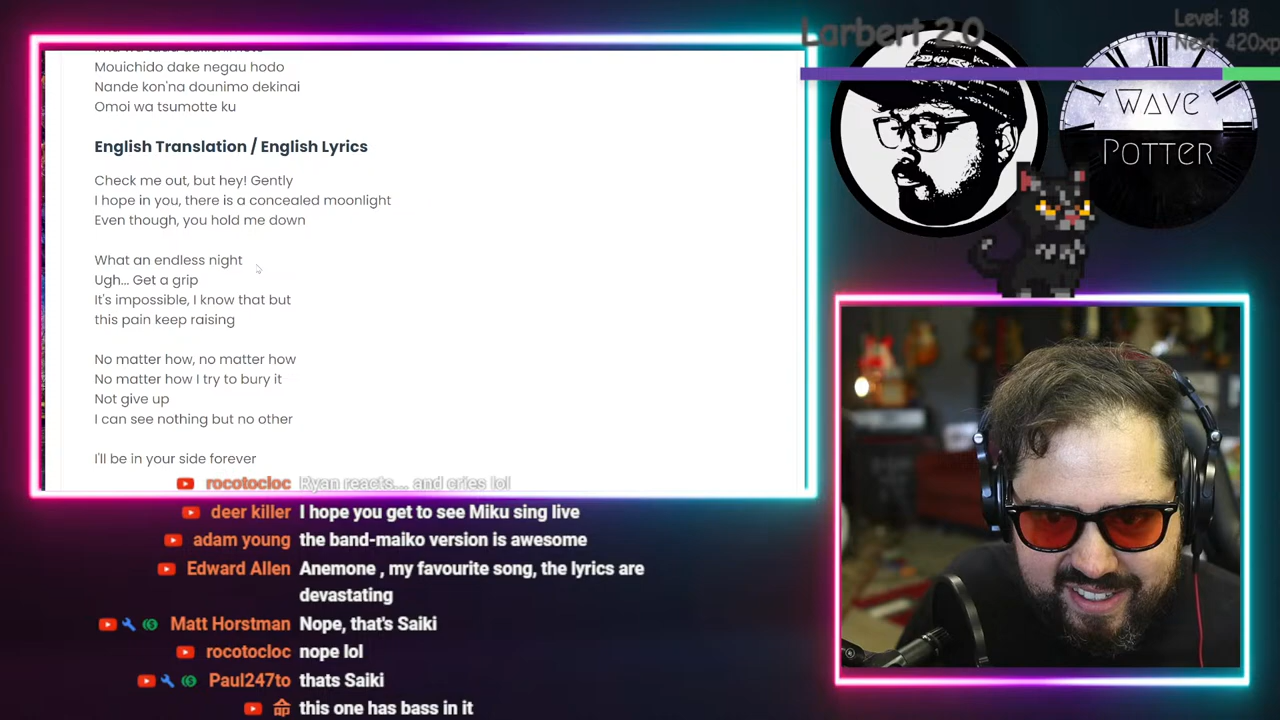 Mouichido dake negau hodo
Nande kon'na dounimo dekinai
Omoi wa tsumotte ku
English Translation / English Lyrics
Check me out, but hey! Gently
I hope in you, there is a concealed moonlight
Even though, you hold me down
What an endless night
Ugh... Get a grip
It's impossible, I know that but
this pain keep raising
No matter how, no matter how
No matter how I try to bury it
Not give up
I can see nothing but no other
I'll be in your side forever
rocotocloc Ryan reacts.... and cries lol
deer killer I hope you get to see Miku sing live
adam young the band-maiko version is awesome
Edward Allen Anemone , my favourite song, the lyrics are
devastating
Matt Horstman Nope, that's Saiki
rocotocloc nope lol
Paul247to thats Saiki
命 this one has bass in it
Larbert 2.0
Level: 18
Next: 420xp
WAVE
POTTER